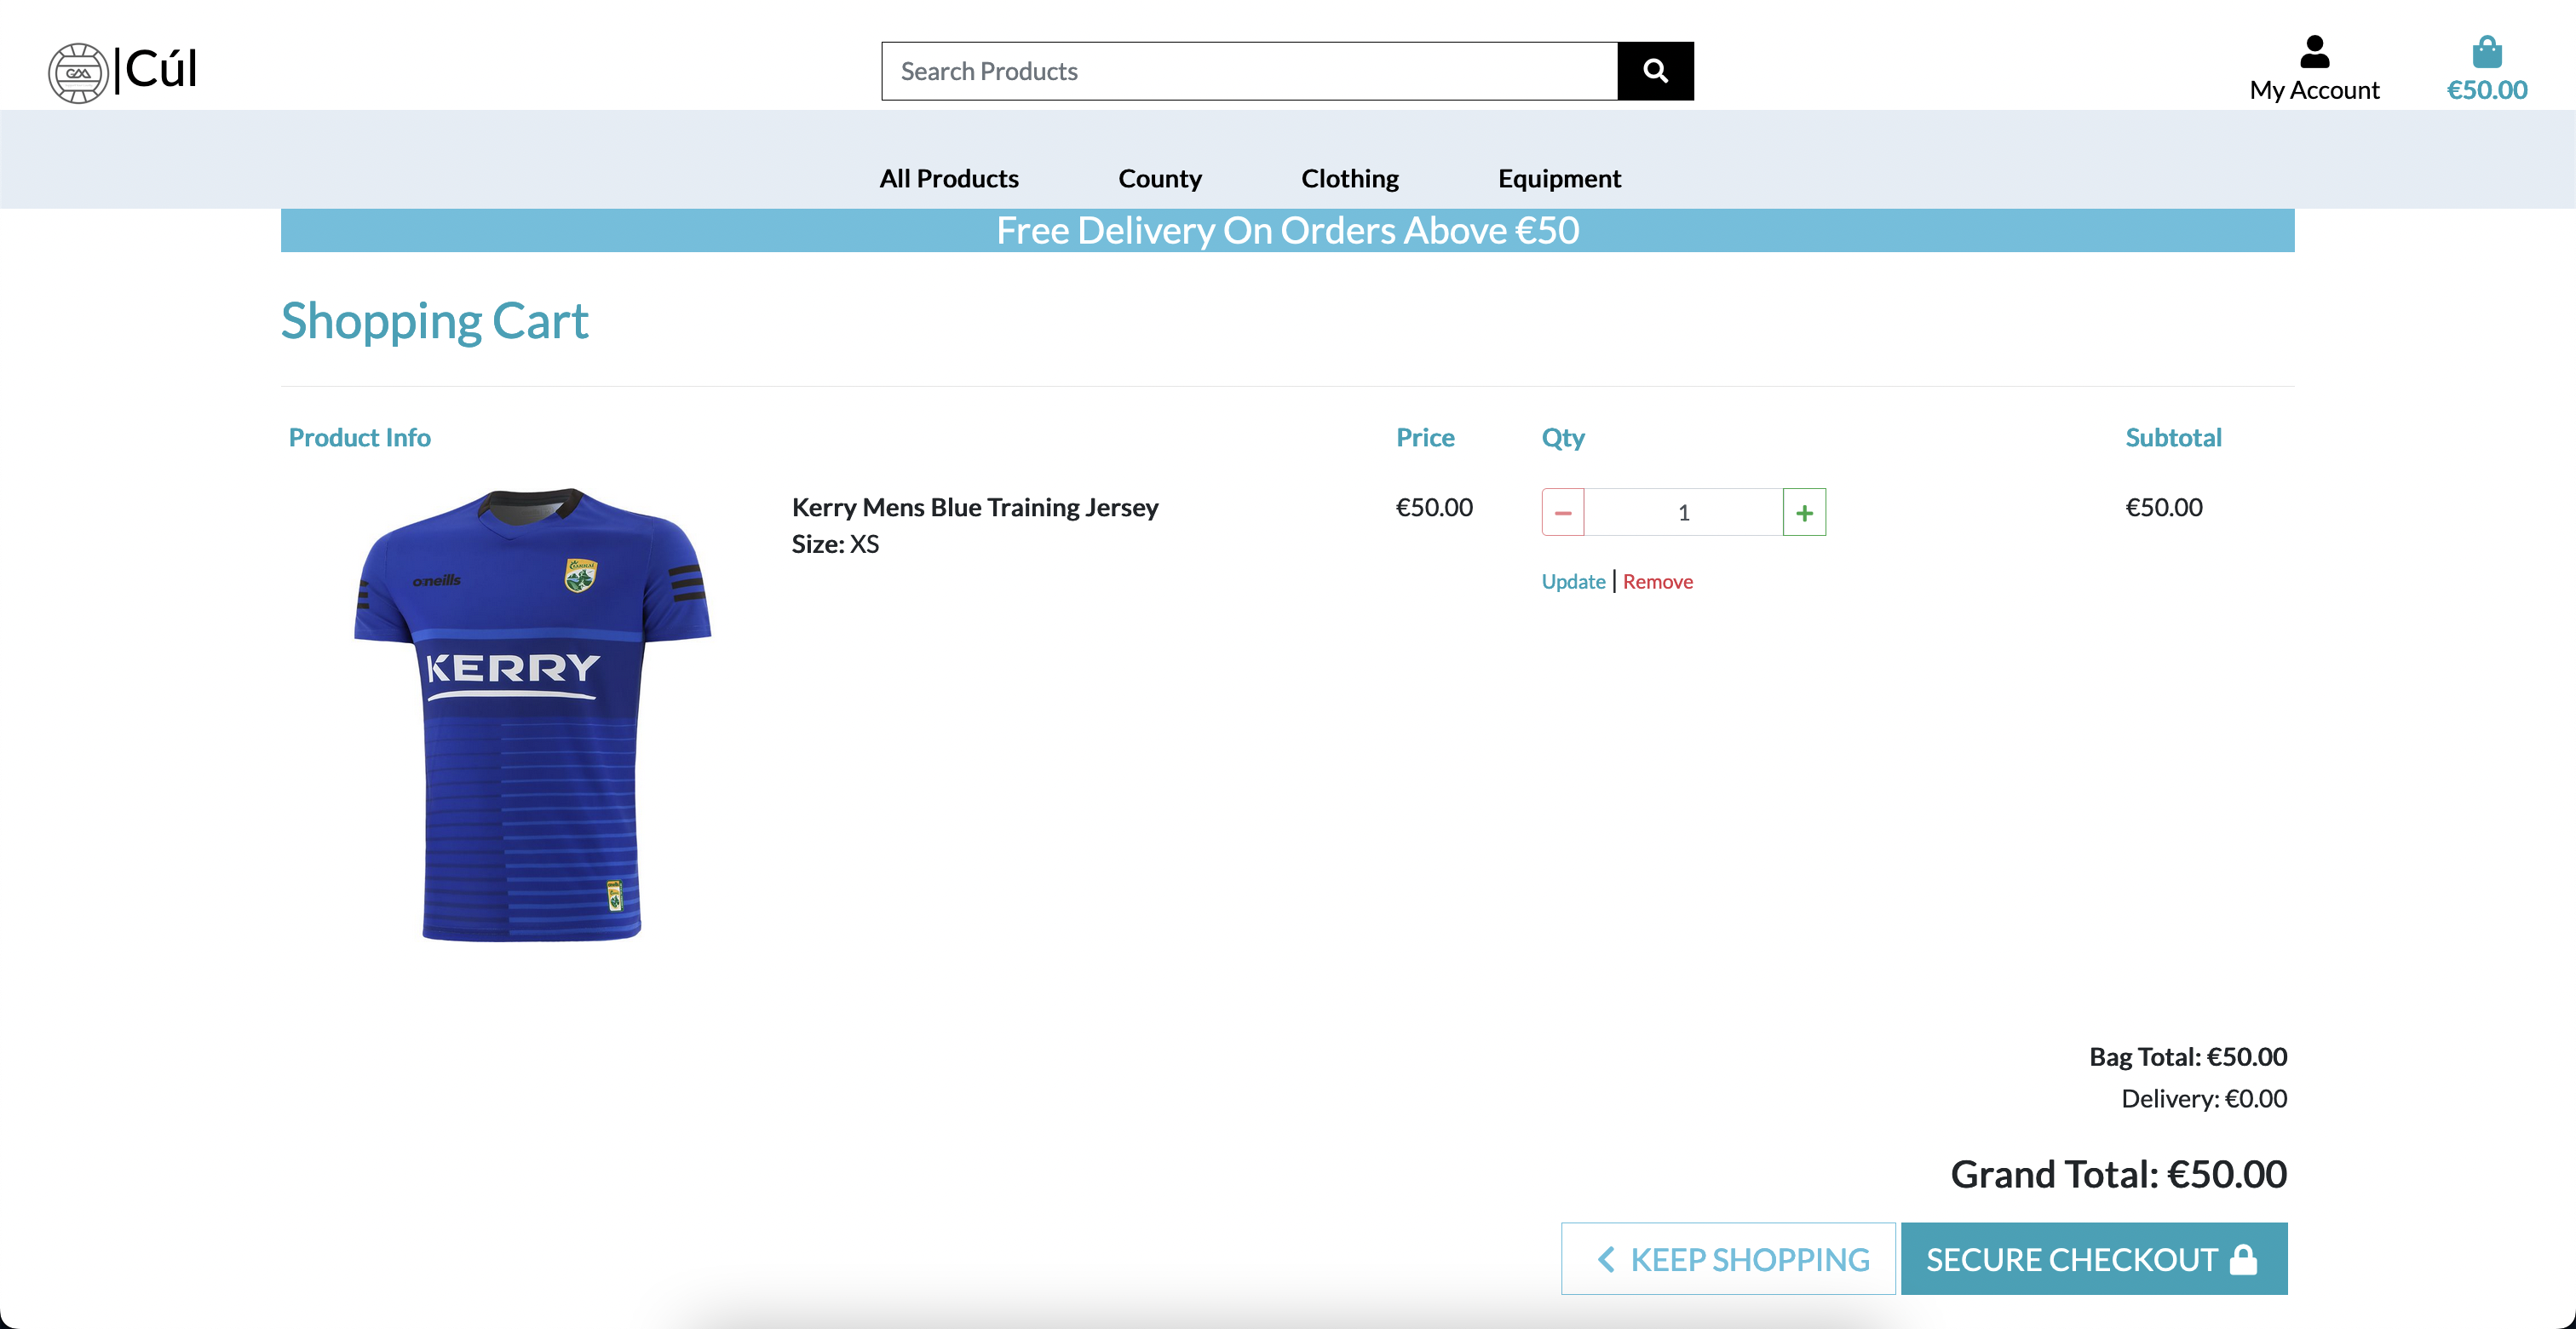 GAA
|Cúl
Search Products
My Account
€50.00
All Products
County
Clothing
Equipment
Free Delivery On Orders Above €50
Shopping Cart
Product Info
Price
Qty
Subtotal
o'neills
KERRY
Kerry Mens Blue Training Jersey
Size: XS
€50.00
1
Update | Remove
€50.00
Bag Total: €50.00
Delivery: €0.00
Grand Total: €50.00
KEEP SHOPPING
SECURE CHECKOUT